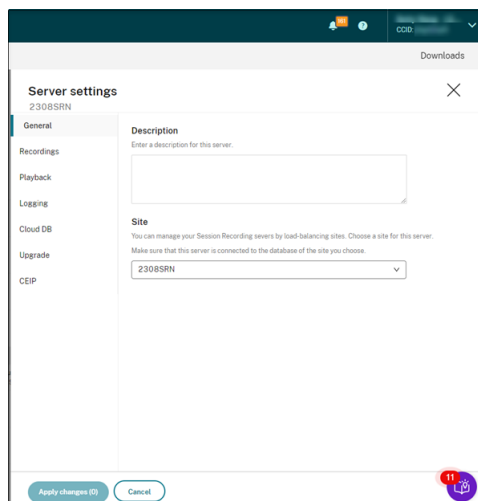 CCID:
Downloads
Server settings
2308SRN
General
Recordings
Playback
Logging
Cloud DB
Upgrade
CEIP
Description
Enter a description for this server.
Site
You can manage your Session Recording severs by load-balancing sites. Choose a site for this server.
Make sure that this server is connected to the database of the site you choose.
2308SRN
Apply changes (0)
Cancel
11